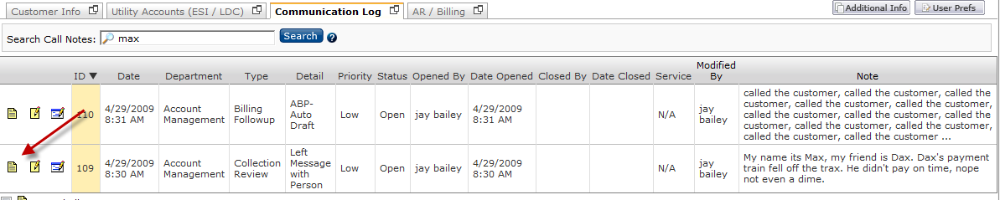 Customer Info Utility Accounts (ESI / LDC) Communication Log AR / Billing Additional Info User Prefs
Search Call Notes: max Search ?
ID ▼ Date Department Type Detail Priority Status Opened By Date Opened Closed By Date Closed Service Modified By Note
110 4/29/2009 8:31 AM Account Management Billing Followup ABP-Auto Draft Low Open jay bailey 4/29/2009 8:31 AM N/A jay bailey
called the customer, called the customer, called the
customer, called the customer, called the customer,
called the customer, called the customer, called the
customer, called the customer, called the customer,
called the customer, called the customer ...
109 4/29/2009 8:30 AM Account Management Collection Review Left Message with Person Low Open jay bailey 4/29/2009 8:30 AM N/A jay bailey
My name its Max, my friend is Dax. Dax's payment
train fell off the trax. He didn't pay on time, nope
not even a dime.